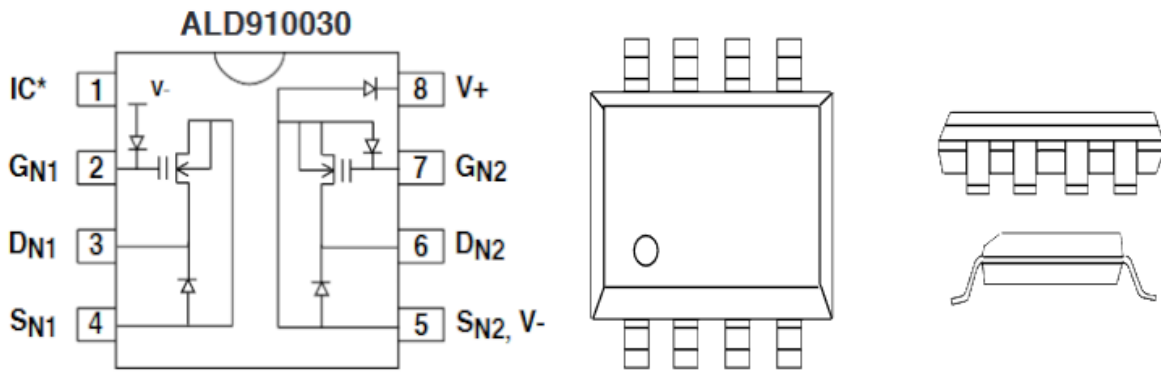 ALD910030
IC* 1 V- 8 V+
GN1 2 7 GN2
DN1 3 6 DN2
SN1 4 5 SN2, V-